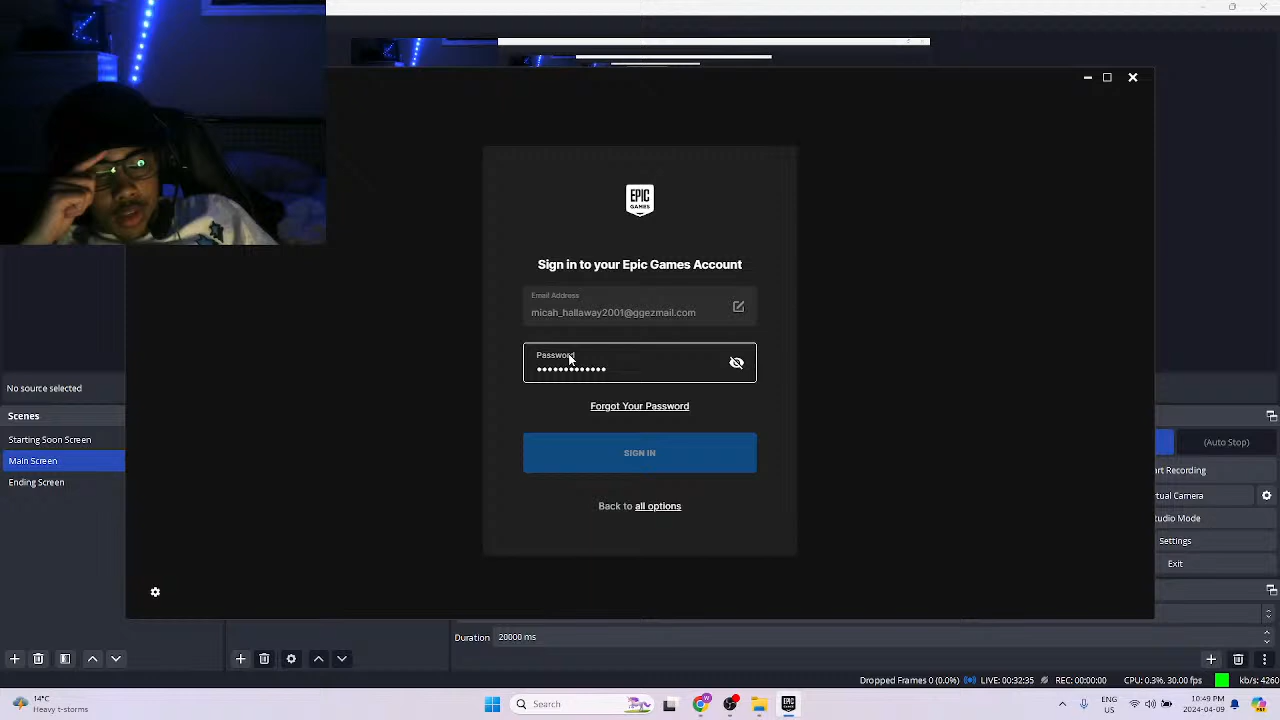 EPIC
GAMES
Sign in to your Epic Games Account
Email Address
micah_hallaway2001@ggezmail.com
Password
•••••••••••••
Forgot Your Password
SIGN IN
Back to all options
No source selected
Scenes
Starting Soon Screen
Main Screen
Ending Screen
(Auto Stop)
tart Recording
rtual Camera
tudio Mode
Settings
Exit
Duration 20000 ms
Dropped Frames 0 (0.0%) LIVE: 00:32:35 REC: 00:00:00 CPU: 0.3%, 30.00 fps kb/s: 4260
14°C
Heavy t-storms
Search
ENG
US
10:49 PM
2024-04-09